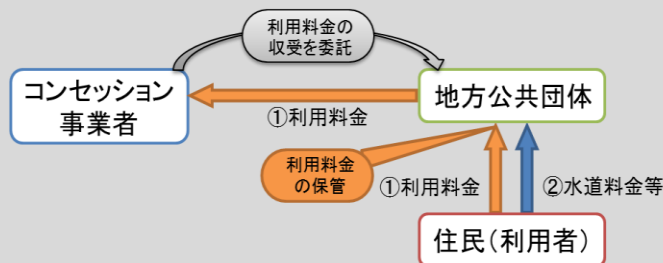 利用料金の
収受を委託
コンセッション
事業者
地方公共団体
①利用料金
利用料金
の保管
①利用料金
②水道料金等
住民(利用者)